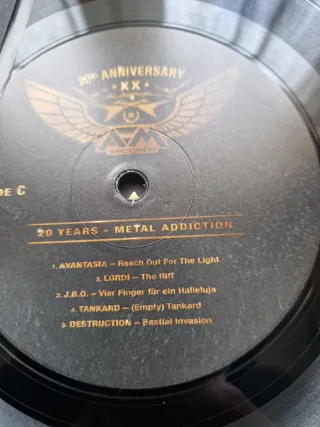 20th ANNIVERSARY
XX
AFM
RECORDS
DE C
20 YEARS - METAL ADDICTION
1. AVANTASIA – Reach Out For The Light
2. LORDI – The Riff
3. J.B.O. – Vier Finger für ein Halleluja
4. TANKARD – (Empty) Tankard
5. DESTRUCTION – Bestial Invasion